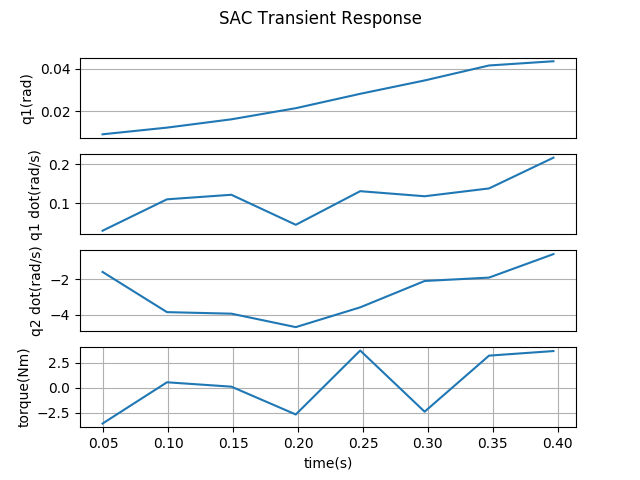 SAC Transient Response
q1(rad)
0.04
0.02
q1 dot(rad/s)
0.2
0.1
q2 dot(rad/s)
−2
−4
torque(Nm)
2.5
0.0
−2.5
0.05 0.10 0.15 0.20 0.25 0.30 0.35 0.40
time(s)